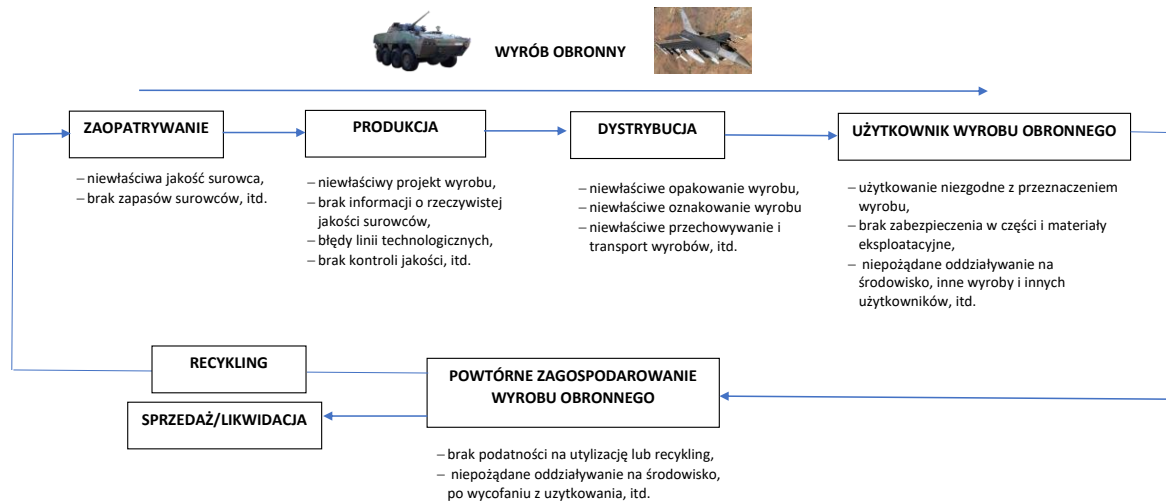 WYRÓB OBRONNY
ZAOPATRYWANIE
– niewłaściwa jakość surowca,
– brak zapasów surowców, itd.
PRODUKCJA
– niewłaściwy projekt wyrobu,
– brak informacji o rzeczywistej
jakości surowców,
– błędy linii technologicznych,
– brak kontroli jakości, itd.
DYSTRYBUCJA
– niewłaściwe opakowanie wyrobu,
– niewłaściwe oznakowanie wyrobu
– niewłaściwe przechowywanie i
transport wyrobów, itd.
UŻYTKOWNIK WYROBU OBRONNEGO
– użytkowanie niezgodne z przeznaczeniem
wyrobu,
– brak zabezpieczenia w części i materiały
eksploatacyjne,
– niepożądane oddziaływanie na
środowisko, inne wyroby i innych
użytkowników, itd.
RECYKLING
SPRZEDAŻ/LIKWIDACJA
POWTÓRNE ZAGOSPODAROWANIE
WYROBU OBRONNEGO
– brak podatności na utylizację lub recykling,
– niepożądane oddziaływanie na środowisko,
po wycofaniu z uzytkowania, itd.